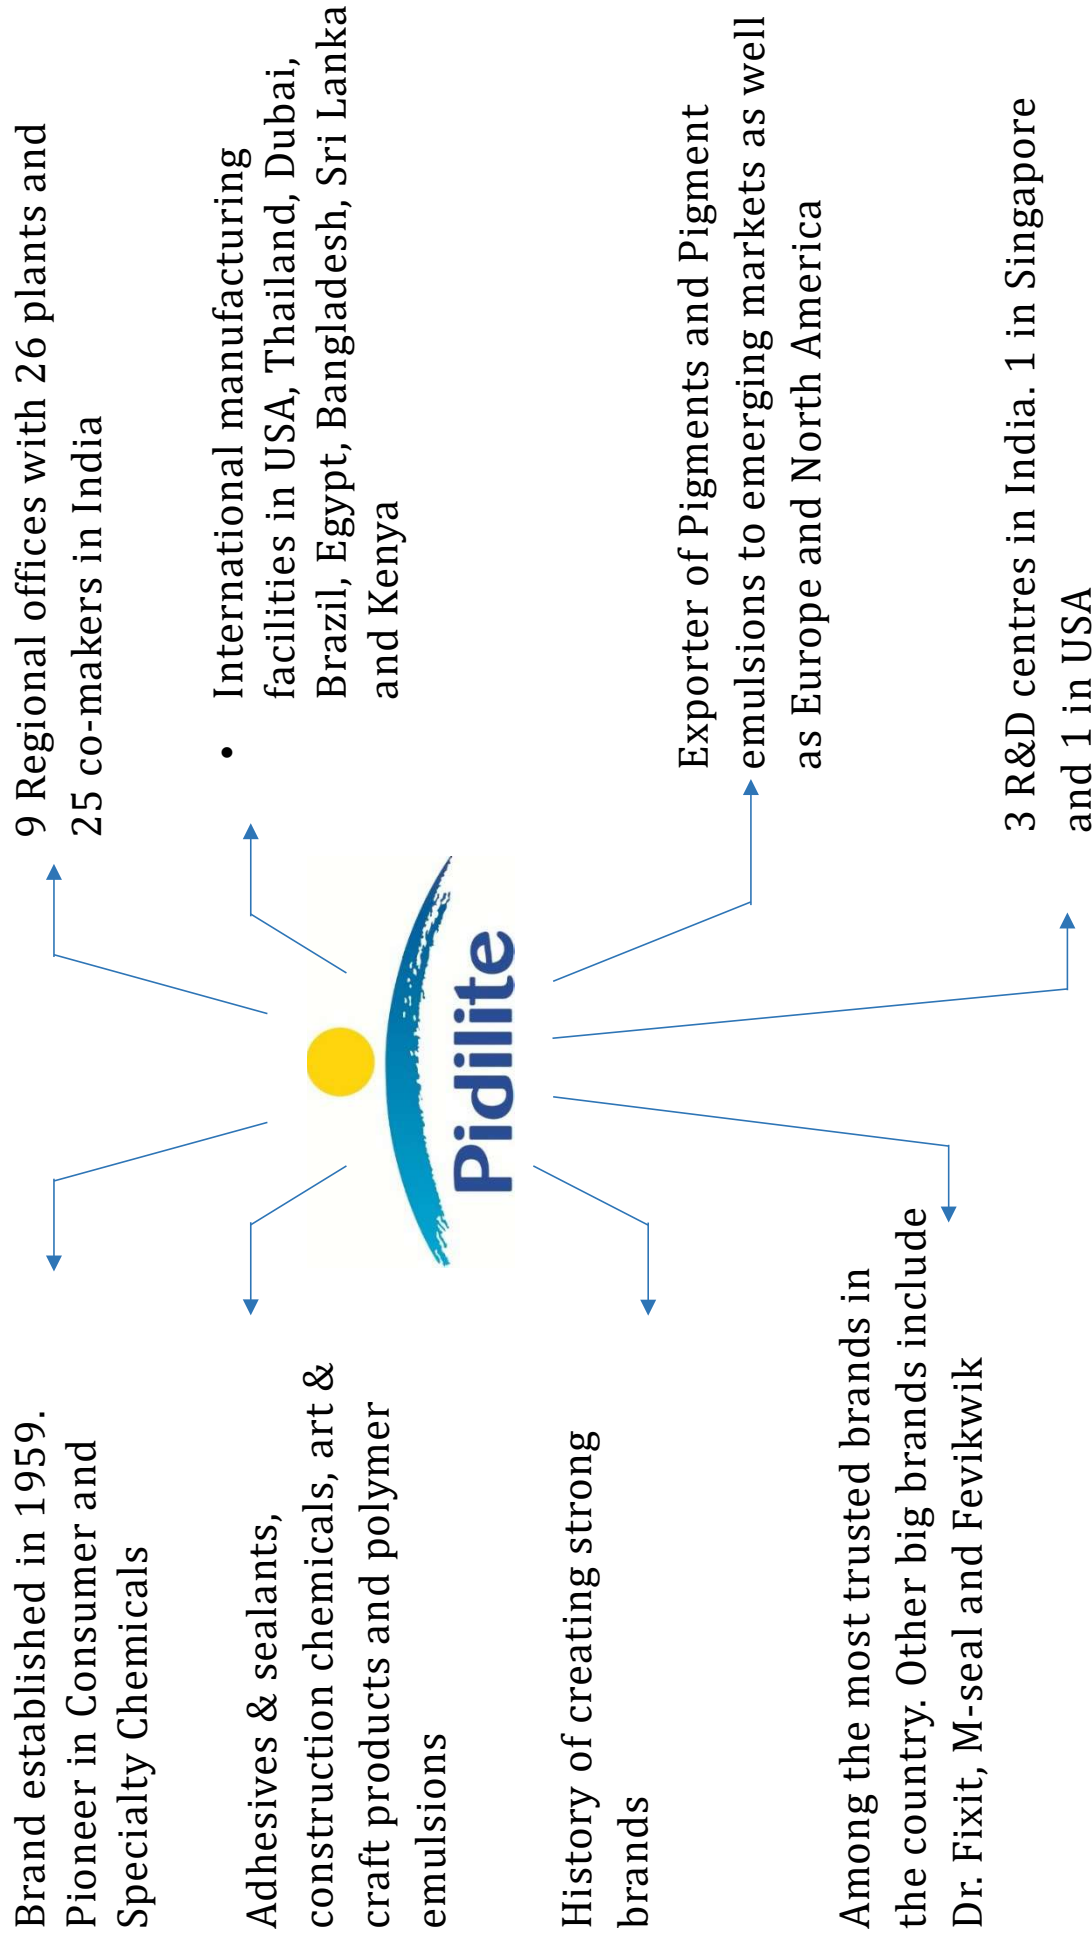 Brand established in 1959.
Pioneer in Consumer and
Specialty Chemicals
Adhesives & sealants,
construction chemicals, art &
craft products and polymer
emulsions
History of creating strong
brands
Among the most trusted brands in
the country. Other big brands include
Dr. Fixit, M-seal and Fevikwik
Pidilite
9 Regional offices with 26 plants and
25 co-makers in India
• International manufacturing
facilities in USA, Thailand, Dubai,
Brazil, Egypt, Bangladesh, Sri Lanka
and Kenya
Exporter of Pigments and Pigment
emulsions to emerging markets as well
as Europe and North America
3 R&D centres in India. 1 in Singapore
and 1 in USA